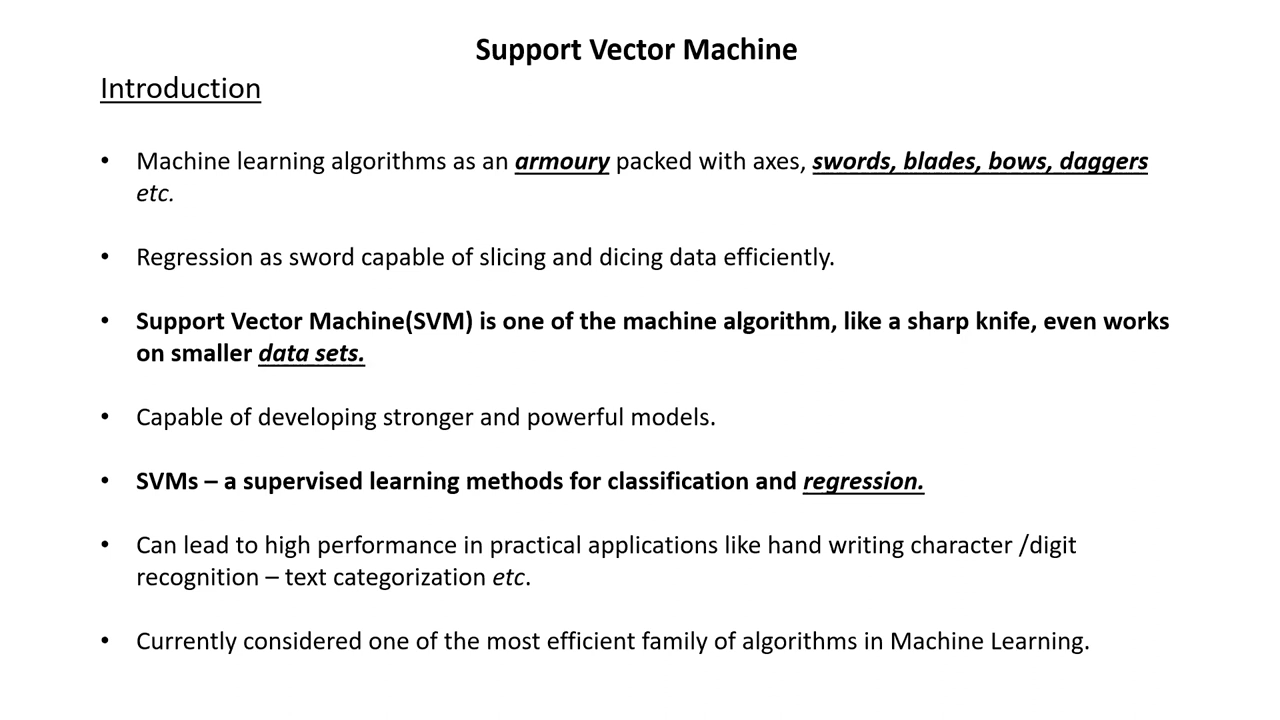 Support Vector Machine
Introduction
• Machine learning algorithms as an armoury packed with axes, swords, blades, bows, daggers
etc.
• Regression as sword capable of slicing and dicing data efficiently.
• Support Vector Machine(SVM) is one of the machine algorithm, like a sharp knife, even works
on smaller data sets.
• Capable of developing stronger and powerful models.
• SVMs – a supervised learning methods for classification and regression.
• Can lead to high performance in practical applications like hand writing character /digit
recognition – text categorization etc.
• Currently considered one of the most efficient family of algorithms in Machine Learning.